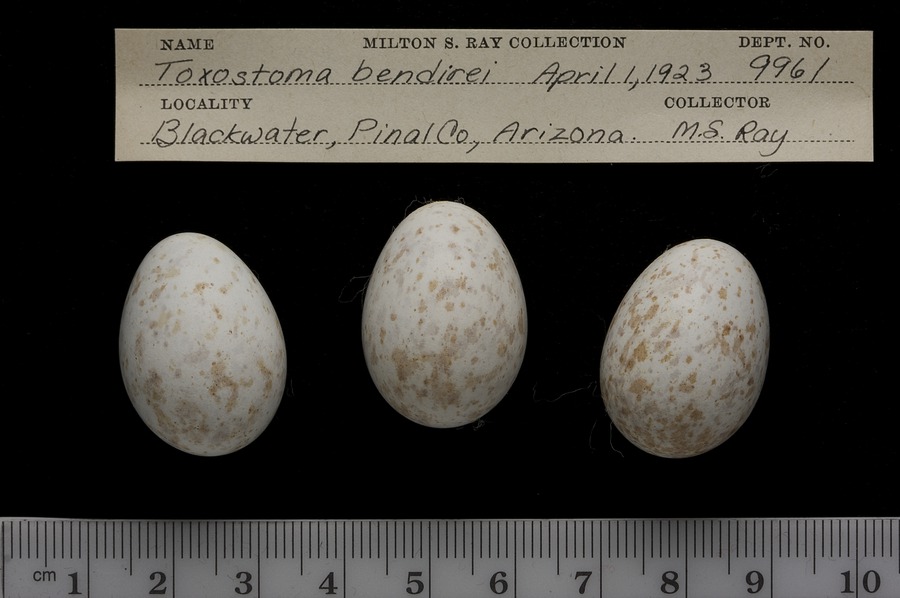 NAME MILTON S. RAY COLLECTION DEPT. NO.
Toxostoma bendirei April 1, 1923 9961
LOCALITY COLLECTOR
Blackwater, Pinal Co, Arizona. M.S. Ray
cm 1 2 3 4 5 6 7 8 9 10